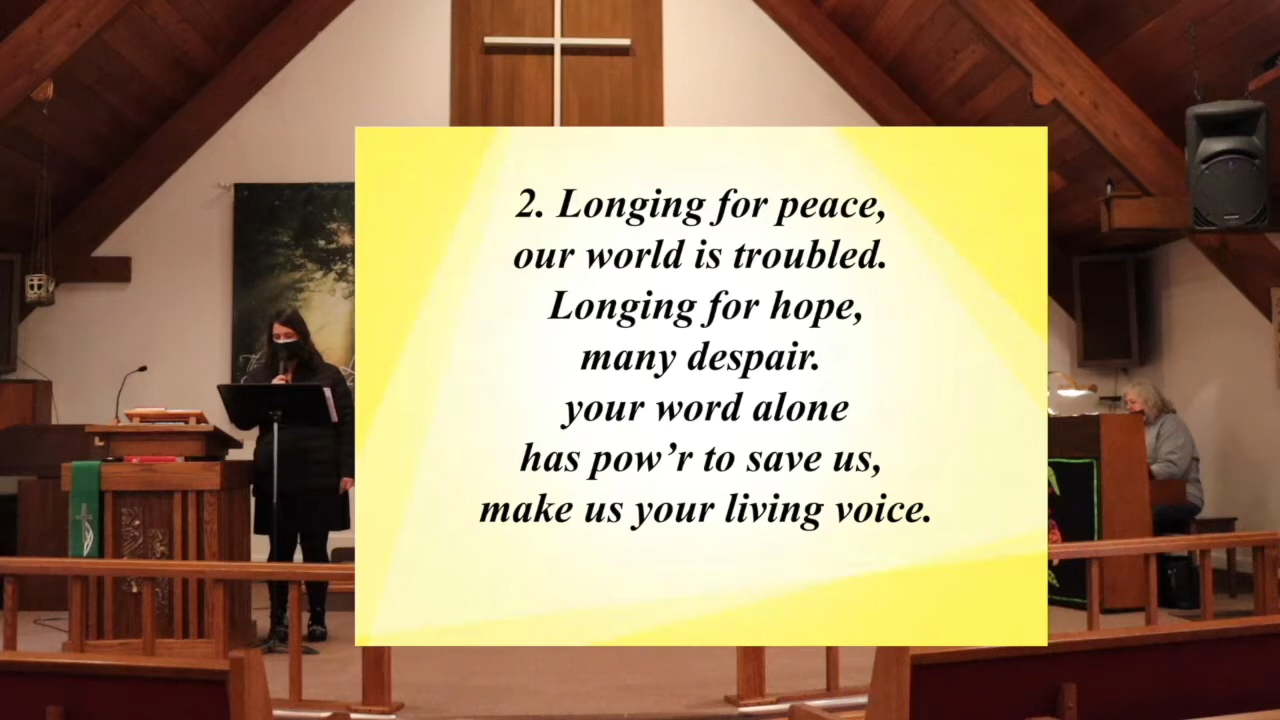 2. Longing for peace,
our world is troubled.
Longing for hope,
many despair.
your word alone
has pow’r to save us,
make us your living voice.